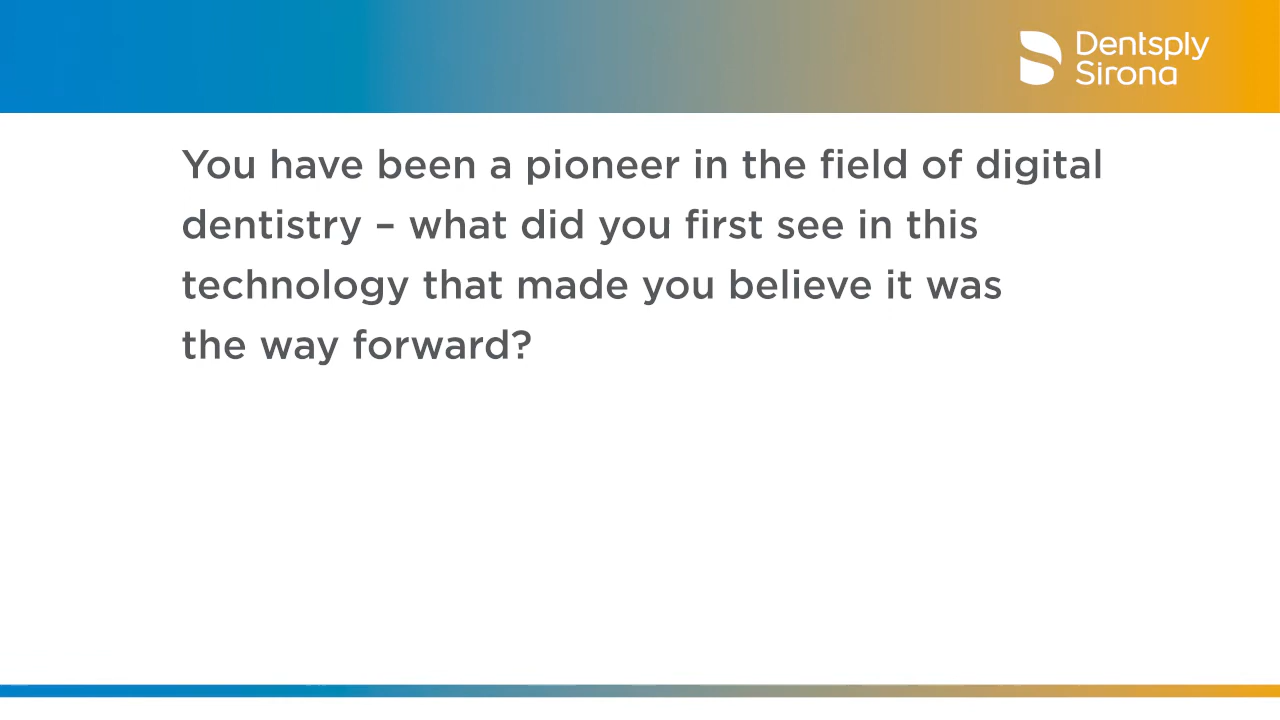 Dentsply
Sirona
You have been a pioneer in the field of digital
dentistry – what did you first see in this
technology that made you believe it was
the way forward?